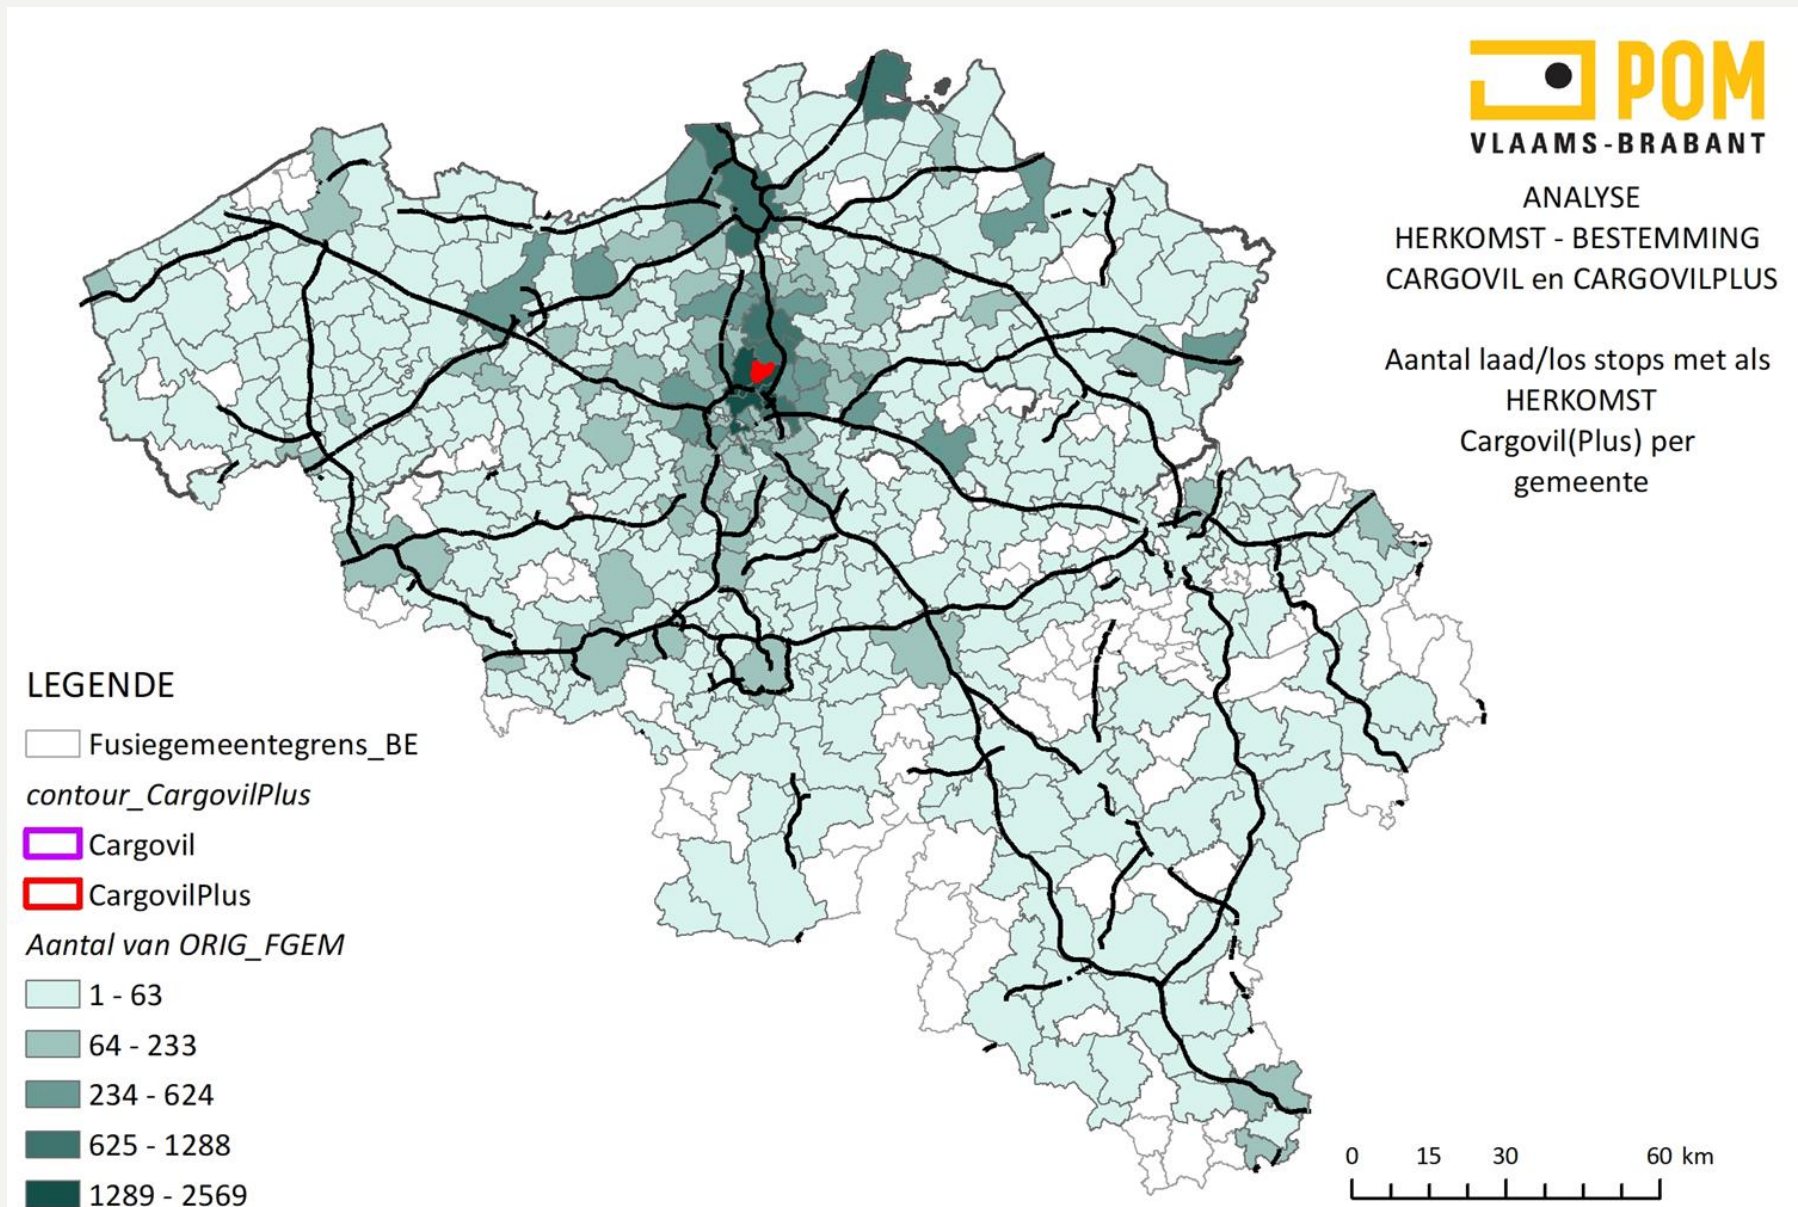 POM
VLAAMS-BRABANT
ANALYSE
HERKOMST - BESTEMMING
CARGOVIL en CARGOVILPLUS
Aantal laad/los stops met als
HERKOMST
Cargovil(Plus) per
gemeente
LEGENDE
Fusiegemeentegrens_BE
contour_CargovilPlus
Cargovil
CargovilPlus
Aantal van ORIG_FGEM
1 - 63
64 - 233
234 - 624
625 - 1288
1289 - 2569
0 15 30 60 km